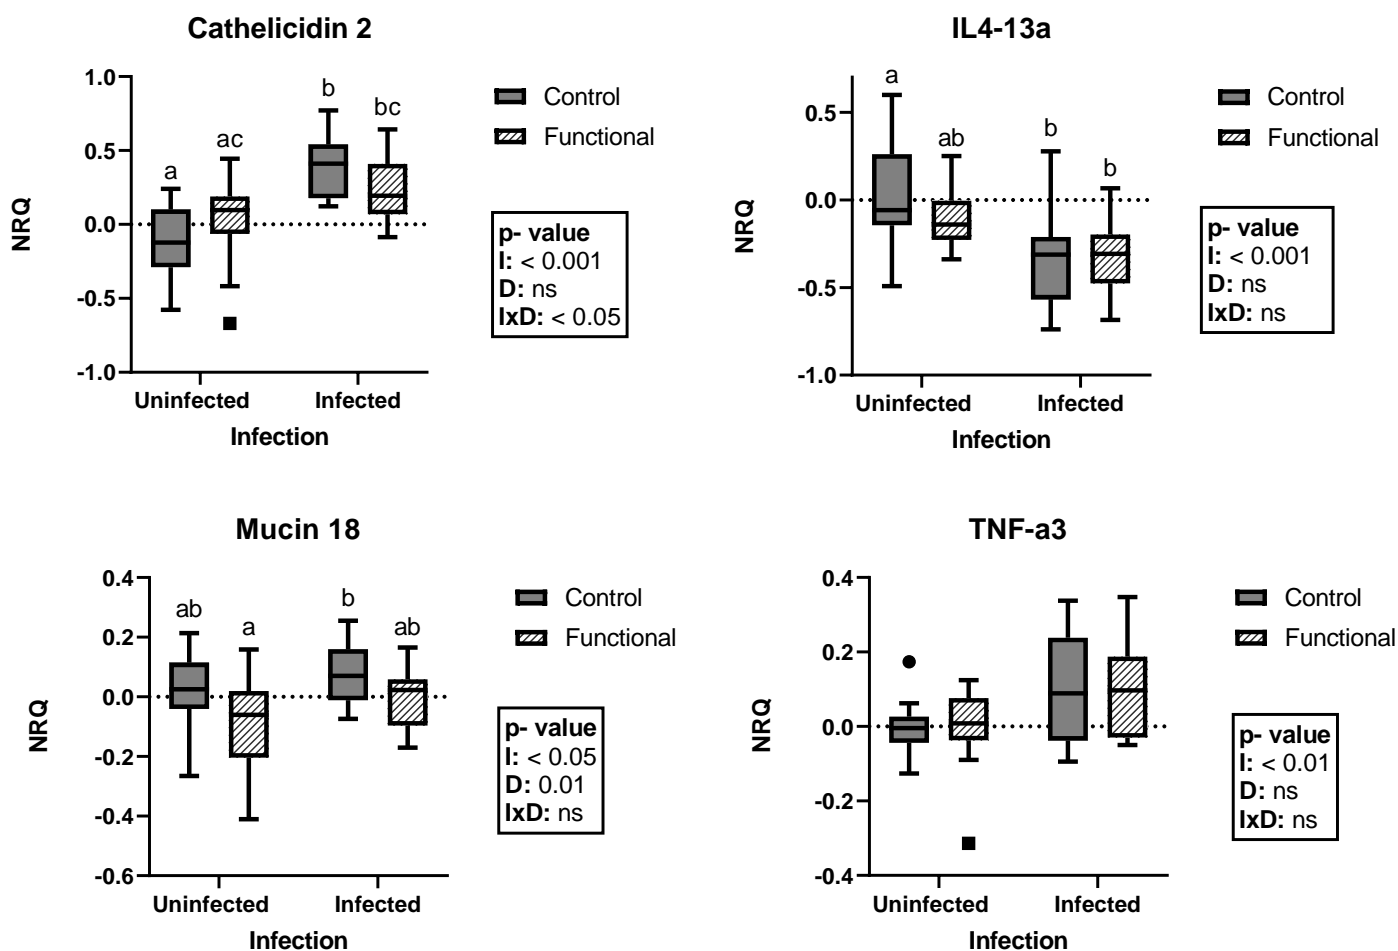 Cathelicidin 2
1.0
0.5
0.0
-0.5
-1.0
NRQ
a
ac
b
bc
Uninfected
Infected
Infection
Control
Functional
p- value
I: < 0.001
D: ns
IxD: < 0.05
IL4-13a
0.5
0.0
-0.5
-1.0
NRQ
a
ab
b
b
Uninfected
Infected
Infection
Control
Functional
p- value
I: < 0.001
D: ns
IxD: ns
Mucin 18
0.4
0.2
0.0
-0.2
-0.4
-0.6
NRQ
ab
a
b
ab
Uninfected
Infected
Infection
Control
Functional
p- value
I: < 0.05
D: 0.01
IxD: ns
TNF-a3
0.4
0.2
0.0
-0.2
-0.4
NRQ
Uninfected
Infected
Infection
Control
Functional
p- value
I: < 0.01
D: ns
IxD: ns